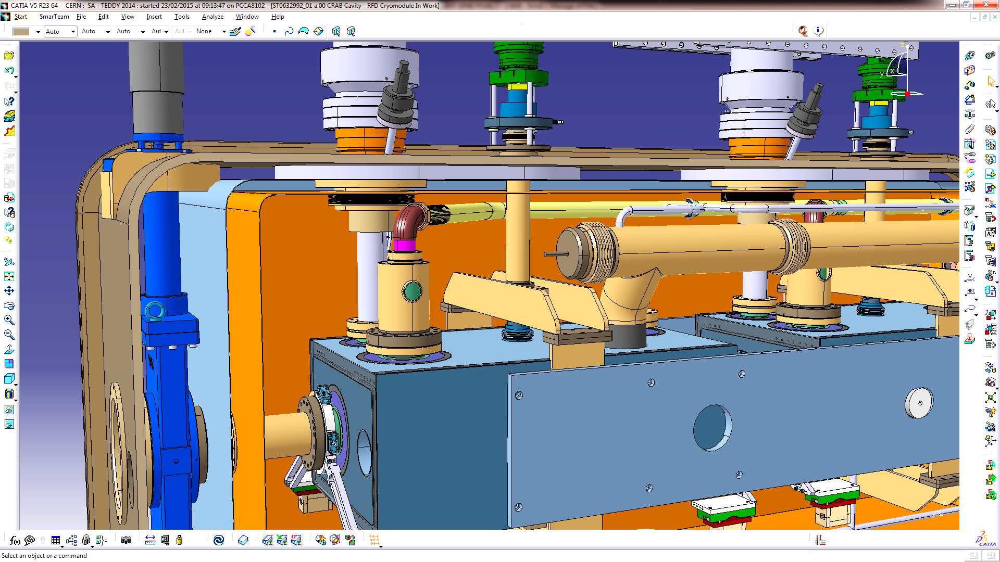 CATIA V5 R23 64 - CERN : SA - TEDDY 2014 : started 23/02/2015 at 09:13:47 on PCCA8102 - [ST0632992_01 a.00 CRAB Cavity - RFD Cryomodule In Work]
Start SmarTeam File Edit View Insert Tools Analyze Window Help
Auto Auto Auto Aut Aut None
z
x
y
ABC
z
y x
f(x)
CATIA
Select an object or a command